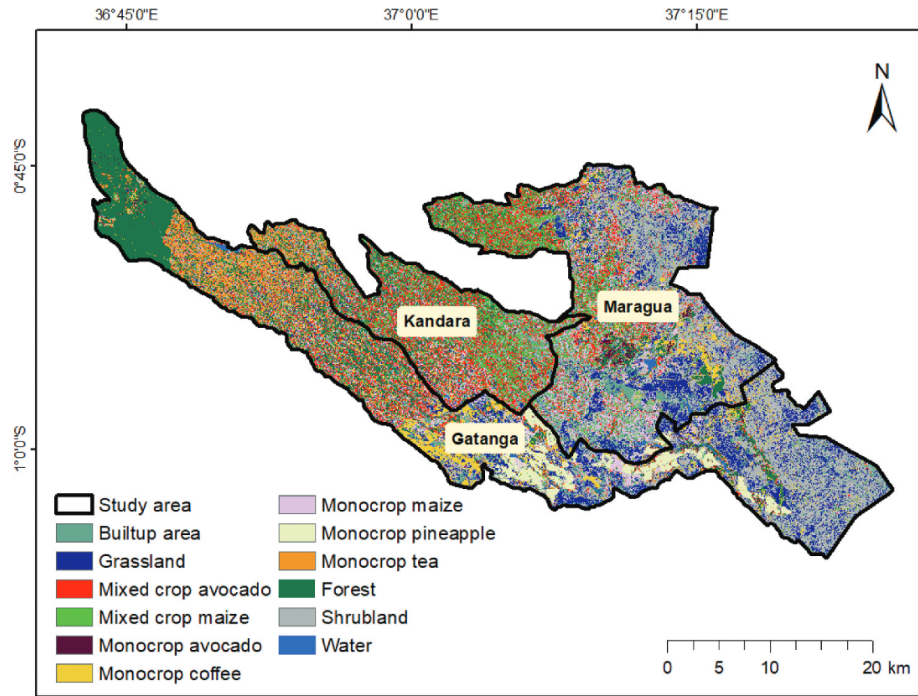 36°45'0"E 37°0'0"E 37°15'0"E
N
0°45'0"S
Maragua
Kandara
Gatanga
1°0'0"S
Study area
Builtup area
Grassland
Mixed crop avocado
Mixed crop maize
Monocrop avocado
Monocrop coffee
Monocrop maize
Monocrop pineapple
Monocrop tea
Forest
Shrubland
Water
0 5 10 20 km